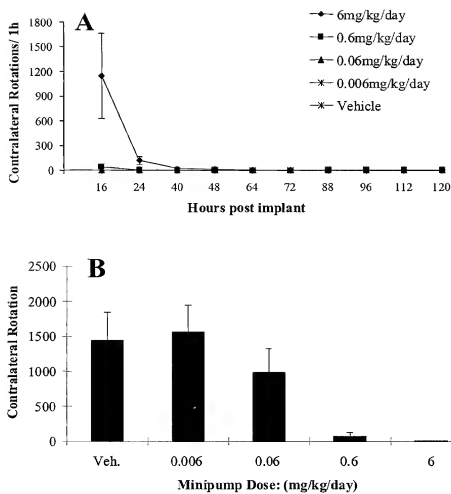 A
Contralateral Rotations/ 1h
1800
1500
1200
900
600
300
0
16 24 40 48 64 72 88 96 112 120
Hours post implant
6mg/kg/day
0.6mg/kg/day
0.06mg/kg/day
0.006mg/kg/day
Vehicle
B
Contralateral Rotation
2500
2000
1500
1000
500
0
Veh. 0.006 0.06 0.6 6
Minipump Dose: (mg/kg/day)